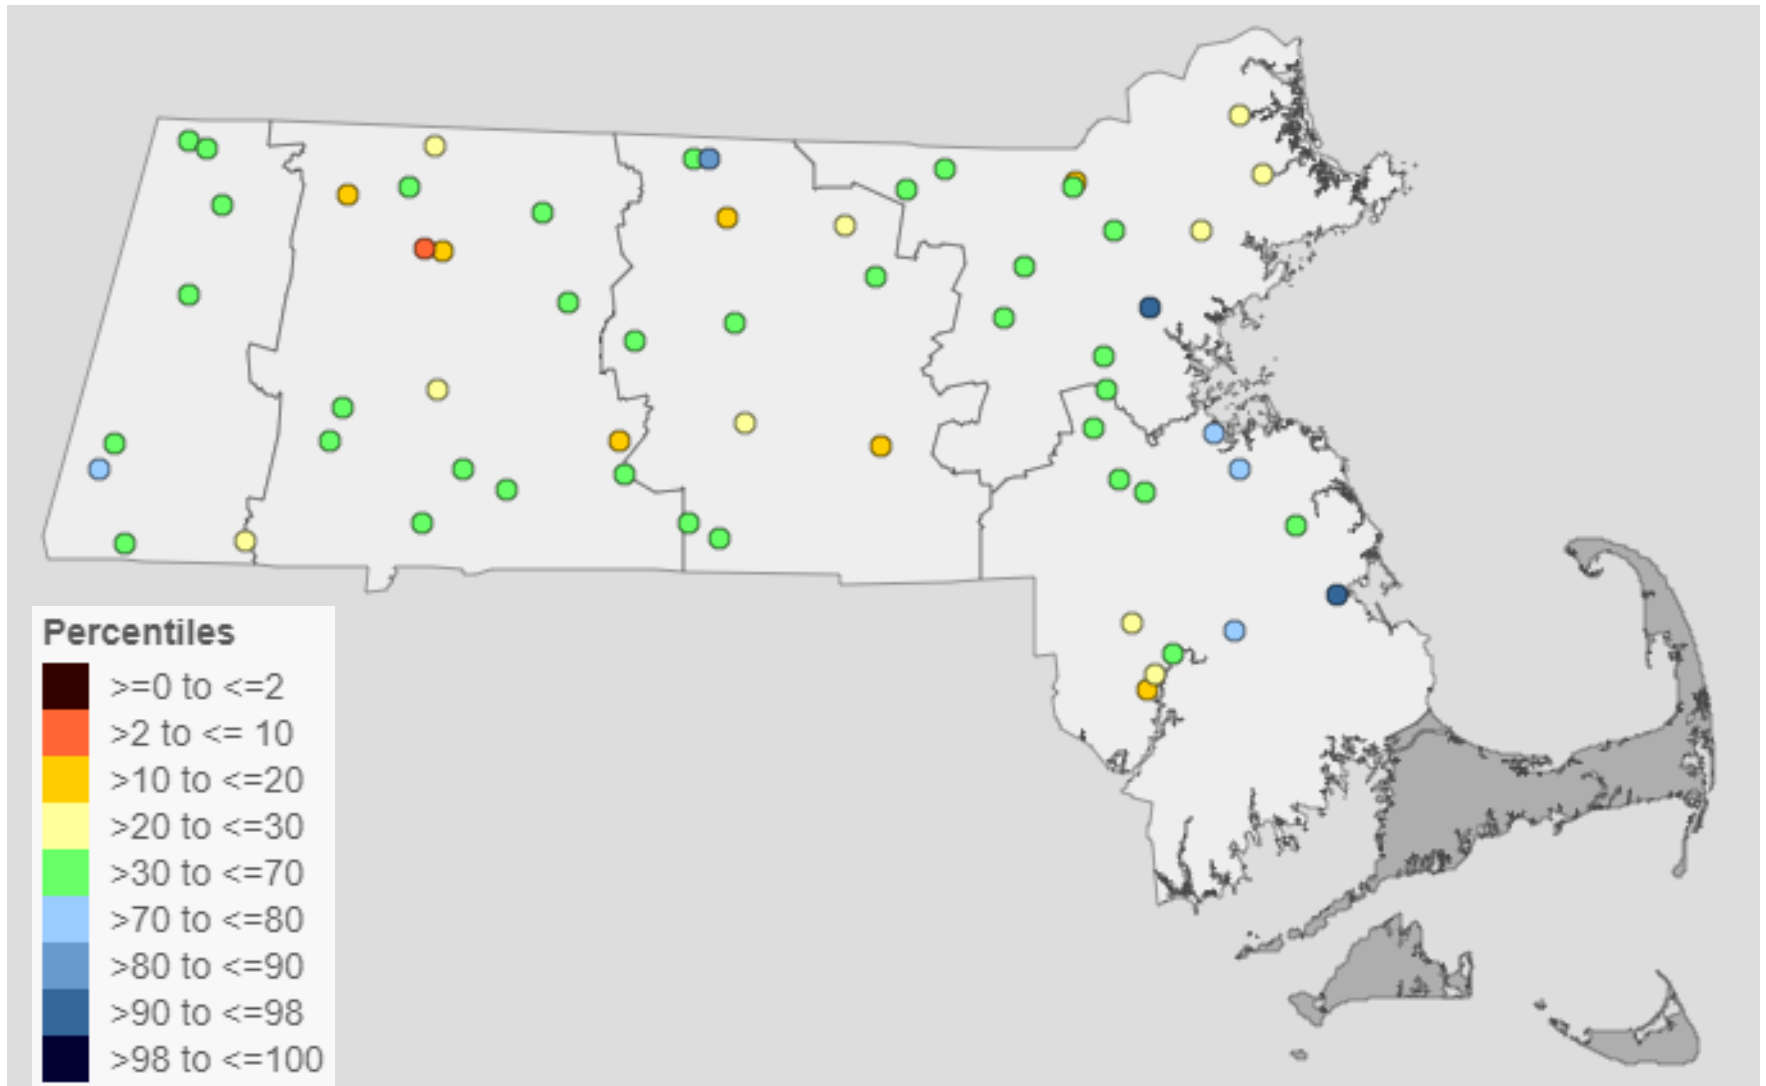 Percentiles
>=0 to <=2
>2 to <= 10
>10 to <=20
>20 to <=30
>30 to <=70
>70 to <=80
>80 to <=90
>90 to <=98
>98 to <=100